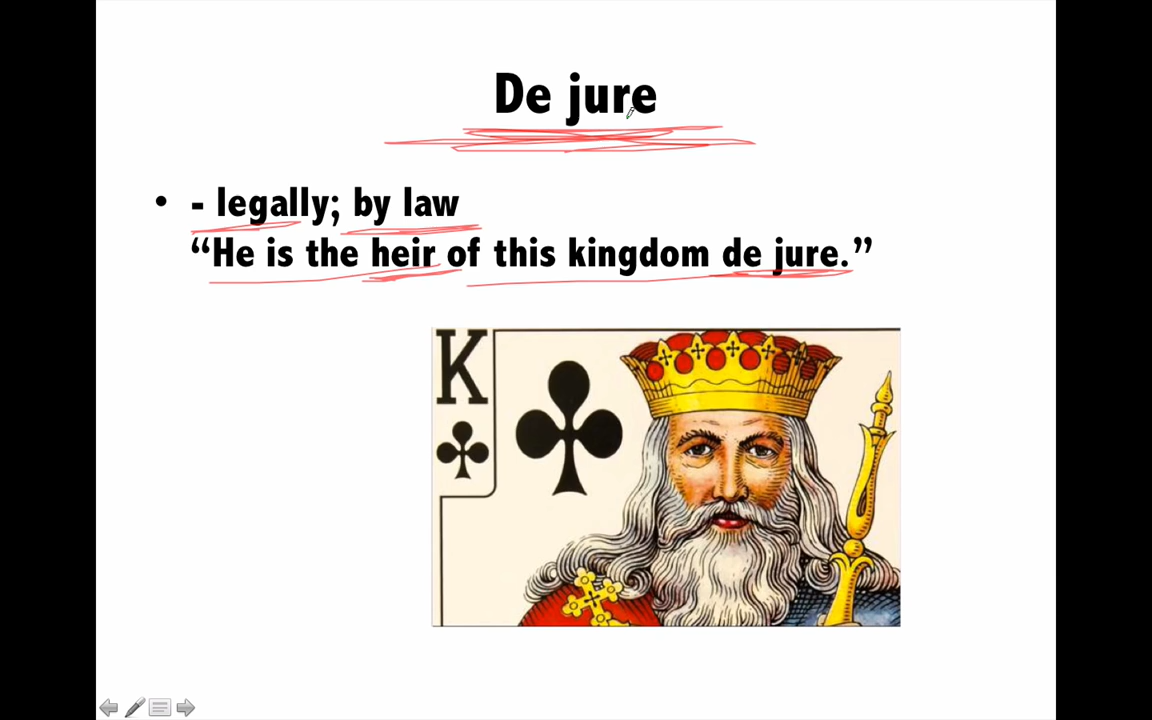 De jure
• - legally; by law
“He is the heir of this kingdom de jure.”
K